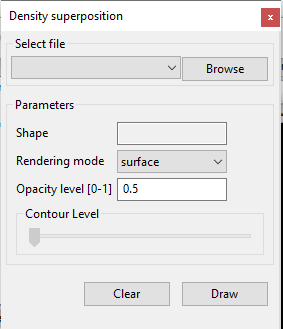 Density superposition
Select file
Browse
Parameters
Shape
Rendering mode surface
Opacity level [0-1] 0.5
Contour Level
Clear Draw